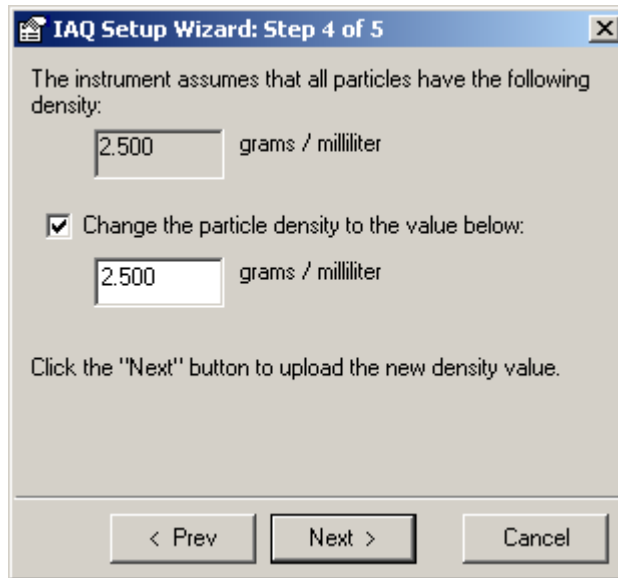 IAQ Setup Wizard: Step 4 of 5
The instrument assumes that all particles have the following
density:
2.500 grams / milliliter
Change the particle density to the value below:
2.500 grams / milliliter
Click the "Next" button to upload the new density value.
< Prev Next > Cancel